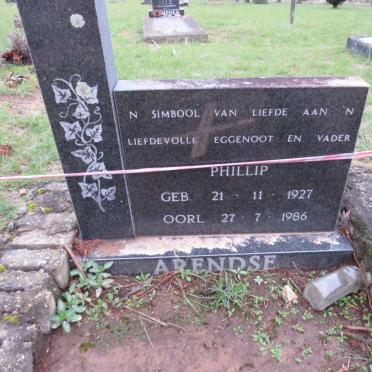 'N SIMBOOL VAN LIEFDE AAN 'N
LIEFDEVOLLE EGGENOOT EN VADER
PHILLIP
GEB. 21 · 11 · 1927
OORL 27 · 7 · 1986
ARENDSE